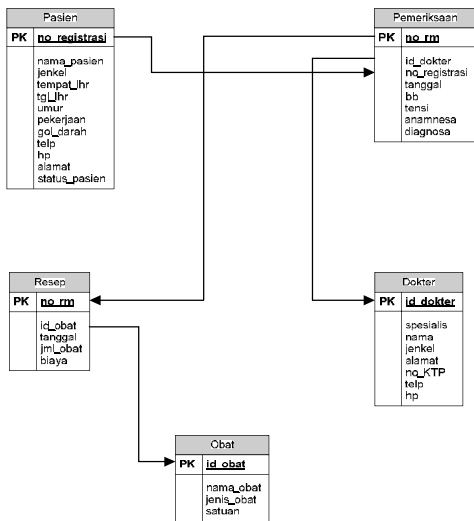 Pasien
PK no_registrasi
nama_pasien
jenkel
tempat_lhr
tgl_lhr
umur
pekerjaan
gol_darah
telp
hp
alamat
status_pasien
Pemeriksaan
PK no_rm
id_dokter
no_registrasi
tanggal
bb
tensi
anamnesa
diagnosa
Resep
PK no_rm
id_obat
tanggal
jml_obat
biaya
Dokter
PK id_dokter
spesialis
nama
jenkel
alamat
no_KTP
telp
hp
Obat
PK id_obat
nama_obat
jenis_obat
satuan